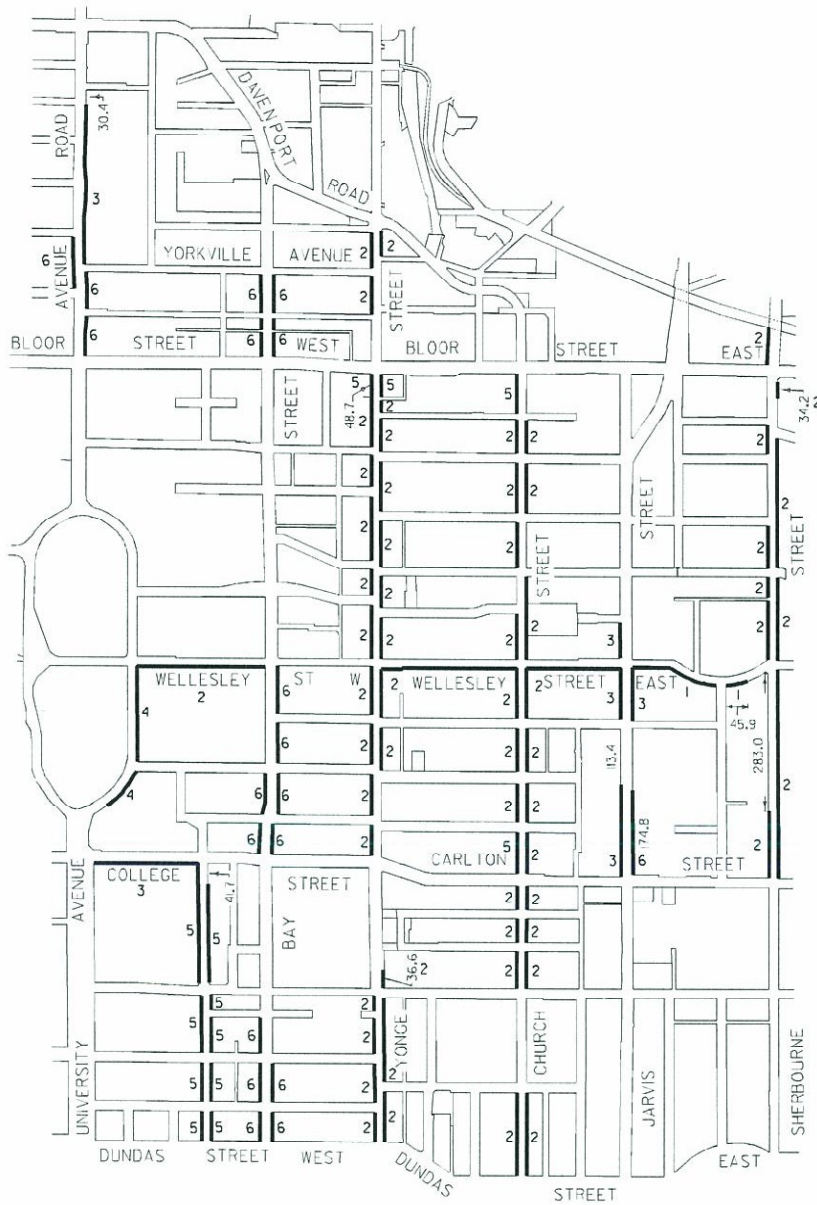 DAVENPORT
ROAD
30.4
ROAD
3
6
AVENUE
YORKVILLE AVENUE 2
2
STREET
6 6 6 2
6 6 6
BLOOR STREET WEST BLOOR STREET EAST
2
STREET
48.7
5 5 5
2
34.2
2
2 2 2 2 2
2 2 2 2
STREET
2 2 2 2
STREET
2 2 2
STREET
2 2 2 2 3 2 2
WELLESLEY ST W WELLESLEY STREET EAST
2 6 2 2 2 2 3 3 1 1
45.9
4
6 2 2 2 2
113.4
283.0
2
4 6 6 2 2 2
174.8
6 6 2 5 2 3 6 2
CARLTON STREET
COLLEGE STREET
3
41.7
AVENUE
BAY
5 5
2 2
2 2
36.6
2
2 2
5 2
5 5 6 2
YONGE
CHURCH
JARVIS
SHERBOURNE
UNIVERSITY
5 5 6 6 2 2
5 5 6 6 2 2 2 2
DUNDAS STREET WEST
DUNDAS STREET EAST